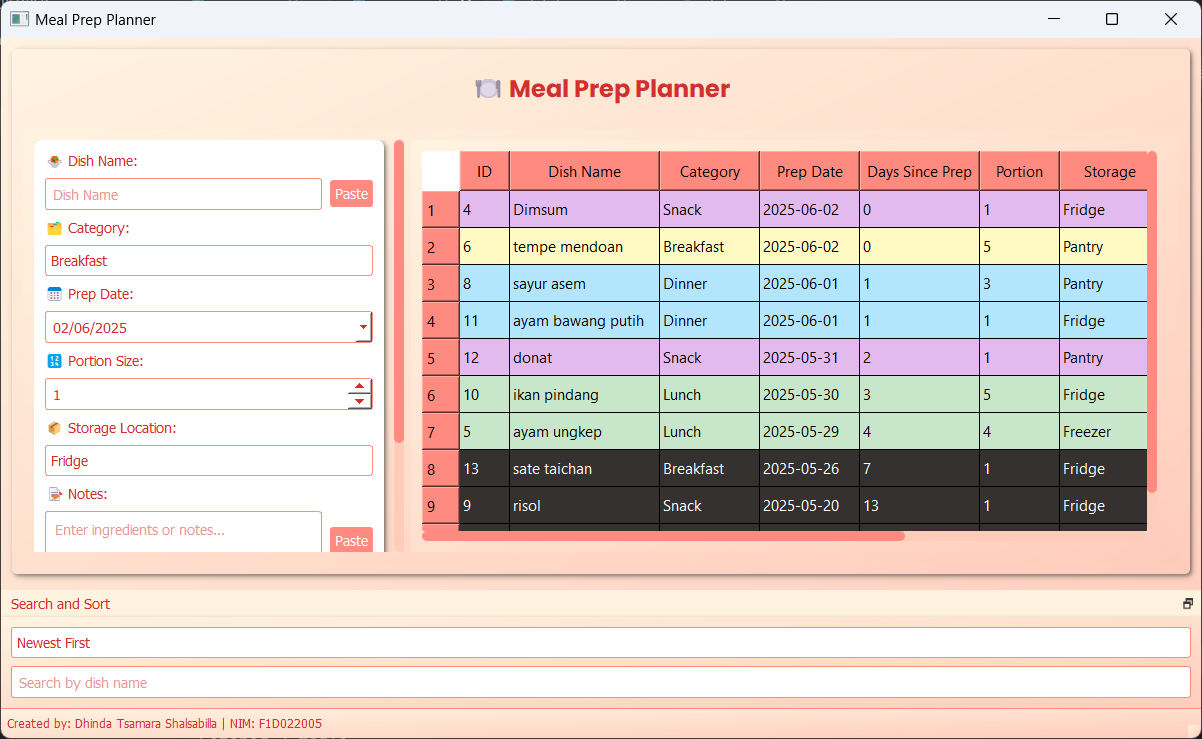 Meal Prep Planner
🍽️ Meal Prep Planner
Dish Name:
Dish Name
Paste
Category:
Breakfast
Prep Date:
02/06/2025
Portion Size:
1
Storage Location:
Fridge
Notes:
Enter ingredients or notes...
Paste
ID Dish Name Category Prep Date Days Since Prep Portion Storage
1 4 Dimsum Snack 2025-06-02 0 1 Fridge
2 6 tempe mendoan Breakfast 2025-06-02 0 5 Pantry
3 8 sayur asem Dinner 2025-06-01 1 3 Pantry
4 11 ayam bawang putih Dinner 2025-06-01 1 1 Fridge
5 12 donat Snack 2025-05-31 2 1 Pantry
6 10 ikan pindang Lunch 2025-05-30 3 5 Fridge
7 5 ayam ungkep Lunch 2025-05-29 4 4 Freezer
8 13 sate taichan Breakfast 2025-05-26 7 1 Fridge
9 9 risol Snack 2025-05-20 13 1 Fridge
Search and Sort
Newest First
Search by dish name
Created by: Dhinda Tsamara Shalsabilla | NIM: F1D022005